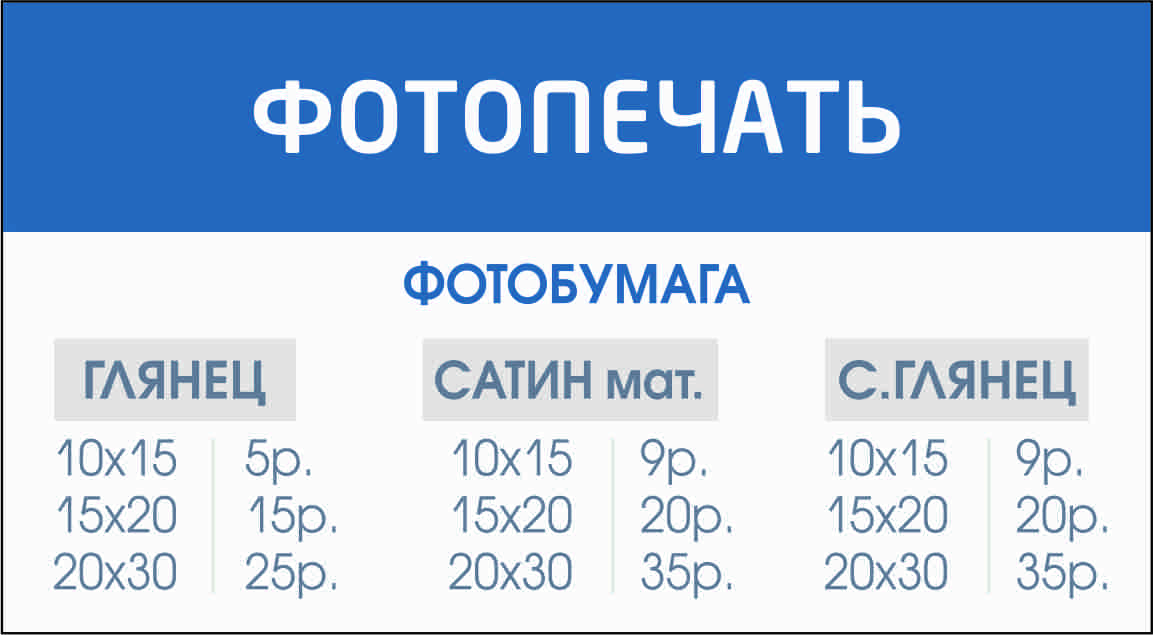 ФОТОПЕЧАТЬ
ФОТОБУМАГА
ГЛЯНЕЦ
10х15 5р.
15х20 15р.
20х30 25р.
САТИН мат.
10х15 9р.
15х20 20р.
20х30 35р.
С.ГЛЯНЕЦ
10х15 9р.
15х20 20р.
20х30 35р.